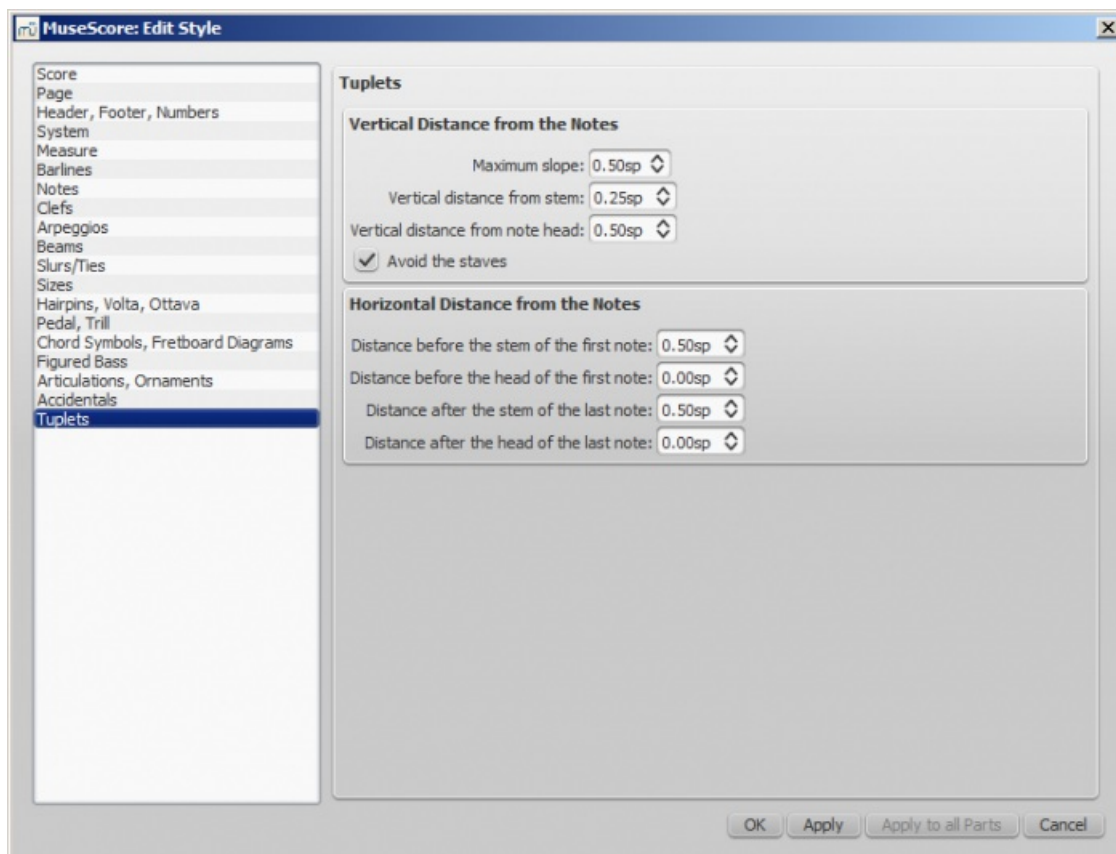 MuseScore: Edit Style
Score
Page
Header, Footer, Numbers
System
Measure
Barlines
Notes
Clefs
Arpeggios
Beams
Slurs/Ties
Sizes
Hairpins, Volta, Ottava
Pedal, Trill
Chord Symbols, Fretboard Diagrams
Figured Bass
Articulations, Ornaments
Accidentals
Tuplets
Tuplets
Vertical Distance from the Notes
Maximum slope: 0.50sp
Vertical distance from stem: 0.25sp
Vertical distance from note head: 0.50sp
Avoid the staves
Horizontal Distance from the Notes
Distance before the stem of the first note: 0.50sp
Distance before the head of the first note: 0.00sp
Distance after the stem of the last note: 0.50sp
Distance after the head of the last note: 0.00sp
OK Apply Apply to all Parts Cancel